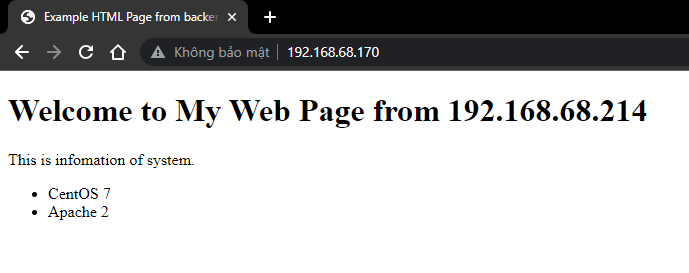 Example HTML Page from backer
Không bảo mật 192.168.68.170
Welcome to My Web Page from 192.168.68.214
This is infomation of system.
CentOS 7
Apache 2